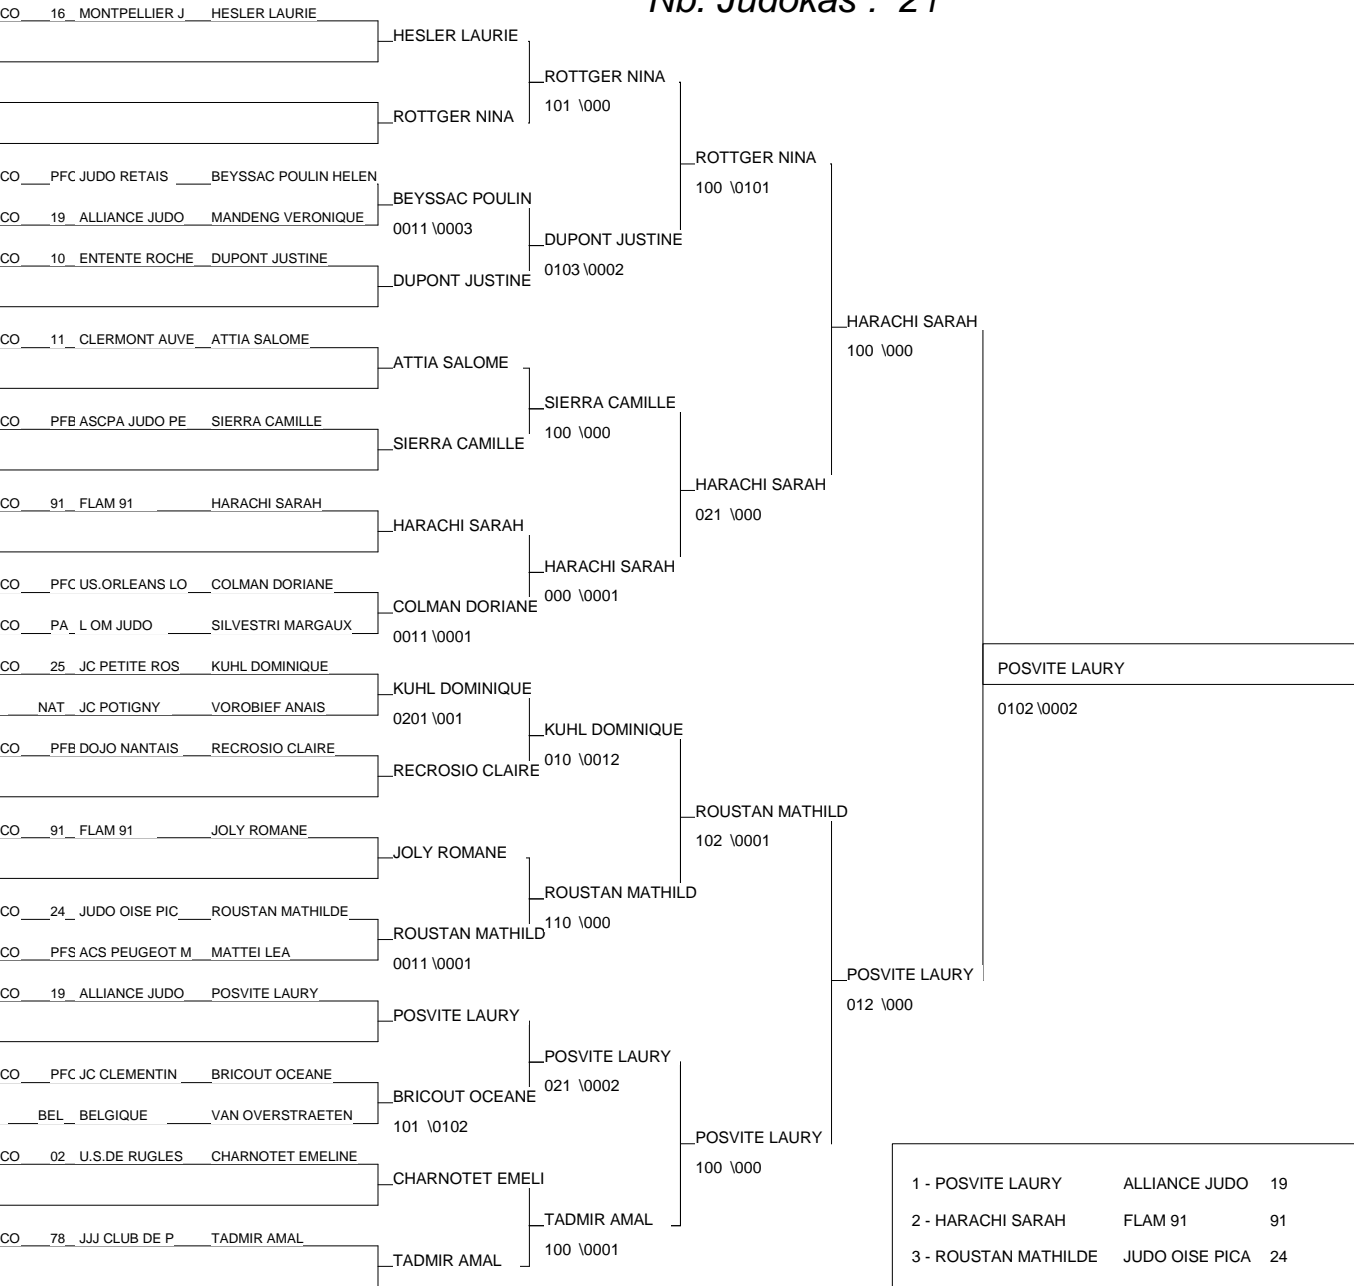 Nb. Judokas : 21
CO 16 MONTPELLIER J HESLER LAURIE
HESLER LAURIE
ROTTGER NINA
101 \000
ROTTGER NINA
ROTTGER NINA
100 \0101
CO PFC JUDO RETAIS BEYSSAC POULIN HELEN
BEYSSAC POULIN
0011 \0003
CO 19 ALLIANCE JUDO MANDENG VERONIQUE
DUPONT JUSTINE
0103 \0002
CO 10 ENTENTE ROCHE DUPONT JUSTINE
DUPONT JUSTINE
HARACHI SARAH
100 \000
CO 11 CLERMONT AUVE ATTIA SALOME
ATTIA SALOME
SIERRA CAMILLE
100 \000
CO PFB ASCPA JUDO PE SIERRA CAMILLE
SIERRA CAMILLE
HARACHI SARAH
021 \000
CO 91 FLAM 91 HARACHI SARAH
HARACHI SARAH
HARACHI SARAH
000 \0001
CO PFC US.ORLEANS LO COLMAN DORIANE
COLMAN DORIANE
0011 \0001
CO PA L OM JUDO SILVESTRI MARGAUX
POSVITE LAURY
0102 \0002
CO 25 JC PETITE ROS KUHL DOMINIQUE
KUHL DOMINIQUE
0201 \001
NAT JC POTIGNY VOROBIEF ANAIS
KUHL DOMINIQUE
010 \0012
CO PFB DOJO NANTAIS RECROSIO CLAIRE
RECROSIO CLAIRE
ROUSTAN MATHILD
102 \0001
CO 91 FLAM 91 JOLY ROMANE
JOLY ROMANE
ROUSTAN MATHILD
110 \000
CO 24 JUDO OISE PIC ROUSTAN MATHILDE
ROUSTAN MATHILD
0011 \0001
CO PFS ACS PEUGEOT M MATTEI LEA
POSVITE LAURY
012 \000
CO 19 ALLIANCE JUDO POSVITE LAURY
POSVITE LAURY
POSVITE LAURY
021 \0002
CO PFC JC CLEMENTIN BRICOUT OCEANE
BRICOUT OCEANE
101 \0102
BEL BELGIQUE VAN OVERSTRAETEN
POSVITE LAURY
100 \000
CO 02 U.S.DE RUGLES CHARNOTET EMELINE
CHARNOTET EMELI
TADMIR AMAL
100 \0001
CO 78 JJJ CLUB DE P TADMIR AMAL
TADMIR AMAL
1 - POSVITE LAURY ALLIANCE JUDO 19
2 - HARACHI SARAH FLAM 91 91
3 - ROUSTAN MATHILDE JUDO OISE PICA 24